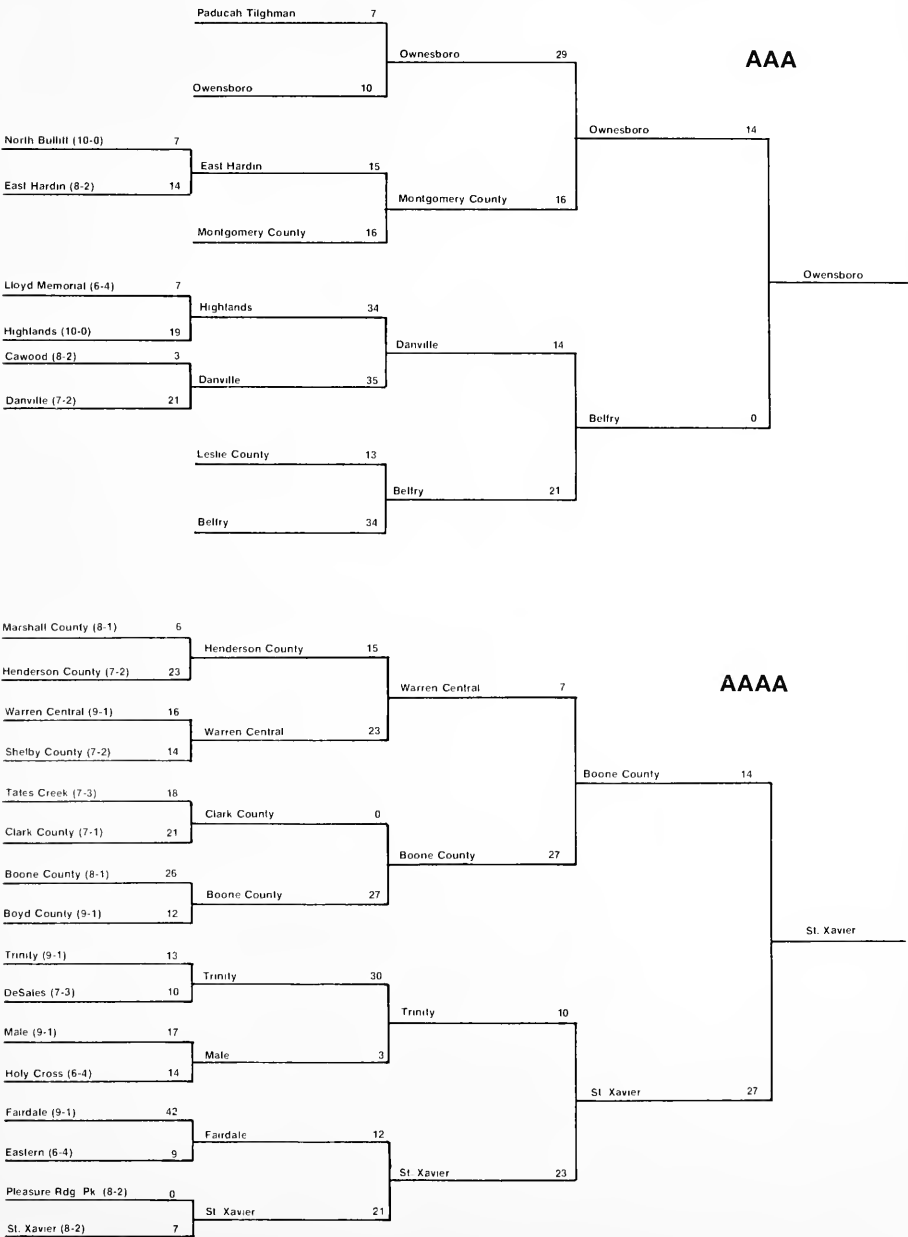 Paducah Tilghman 7
Ownesboro 29
AAA
Owensboro 10
Ownesboro 14
North Bullitt (10-0) 7
East Hardin 15
East Hardin (8-2) 14
Montgomery County 16
Montgomery County 16
Owensboro
Lloyd Memorial (6-4) 7
Highlands 34
Highlands (10-0) 19
Danville 14
Cawood (8-2) 3
Danville 35
Danville (7-2) 21
Belfry 0
Leslie County 13
Belfry 21
Belfry 34
Marshall County (8-1) 6
Henderson County 15
Henderson County (7-2) 23
Warren Central 7
AAAA
Warren Central (9-1) 16
Warren Central 23
Shelby County (7-2) 14
Boone County 14
Tates Creek (7-3) 18
Clark County 0
Clark County (7-1) 21
Boone County 27
Boone County (8-1) 26
Boone County 27
Boyd County (9-1) 12
St. Xavier
Trinity (9-1) 13
Trinity 30
DeSales (7-3) 10
Trinity 10
Male (9-1) 17
Male 3
Holy Cross (6-4) 14
St. Xavier 27
Fairdale (9-1) 42
Fairdale 12
Eastern (6-4) 9
St. Xavier 23
Pleasure Rdg Pk (8-2) 0
St. Xavier 21
St. Xavier (8-2) 7